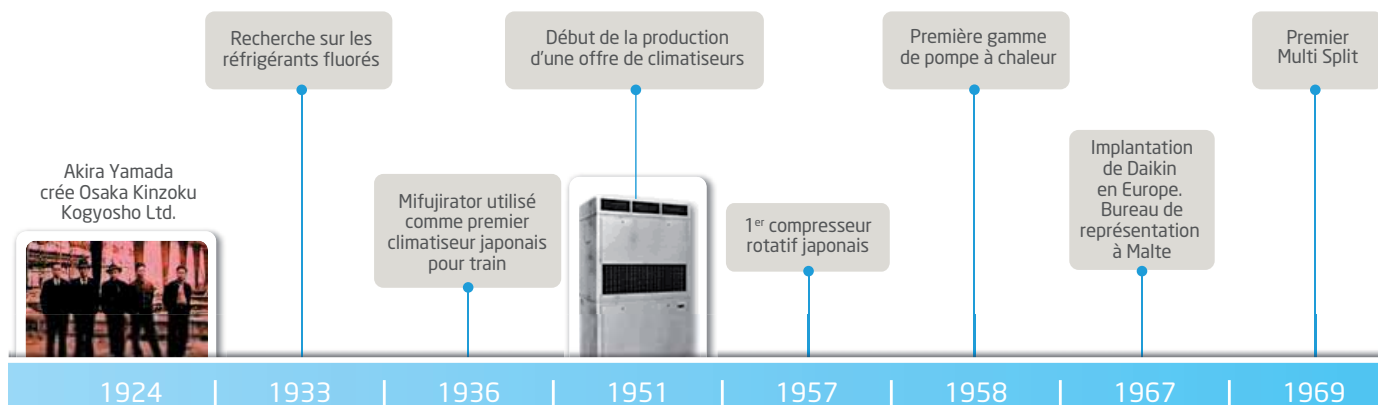 Akira Yamada
crée Osaka Kinzoku
Kogyosho Ltd.
Recherche sur les
réfrigérants fluorés
Mifujirator utilisé
comme premier
climatiseur japonais
pour train
Début de la production
d'une offre de climatiseurs
1er compresseur
rotatif japonais
Première gamme
de pompe à chaleur
Implantation
de Daikin
en Europe.
Bureau de
représentation
à Malte
Premier
Multi Split
1924 | 1933 | 1936 | 1951 | 1957 | 1958 | 1967 | 1969